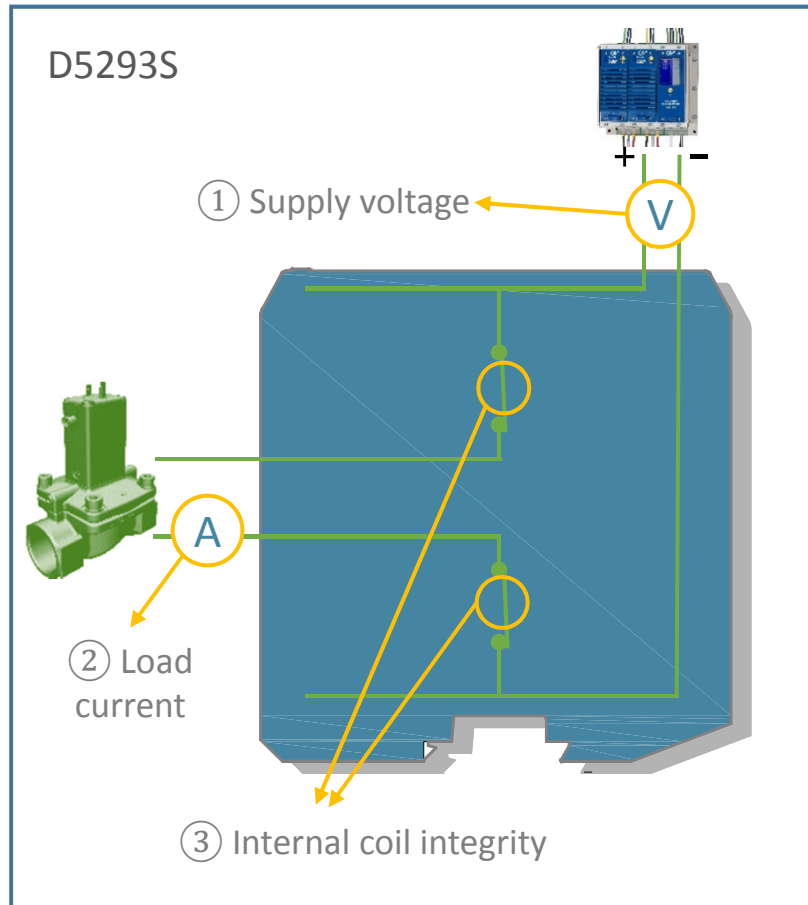 D5293S
+ −
① Supply voltage
V
A
② Load
current
③ Internal coil integrity